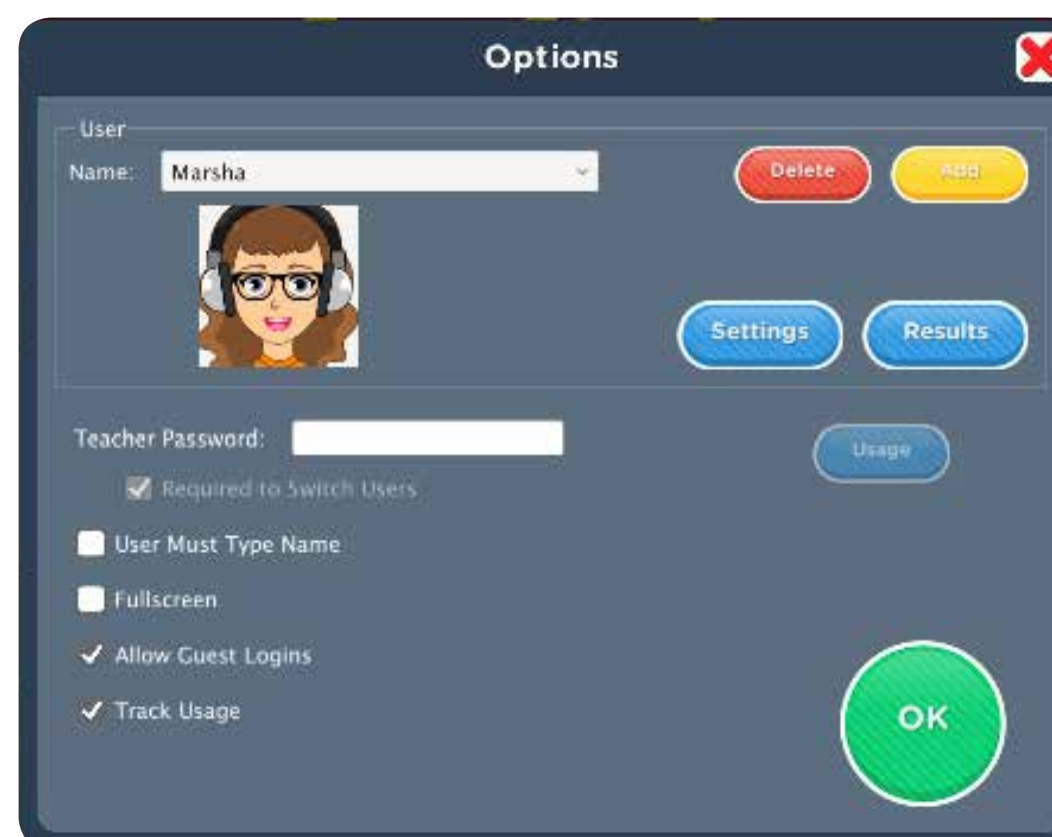 Options
User
Name: Marsha
Delete
Add
Settings
Results
Teacher Password:
Usage
Required to Switch Users
User Must Type Name
Fullscreen
Allow Guest Logins
Track Usage
OK